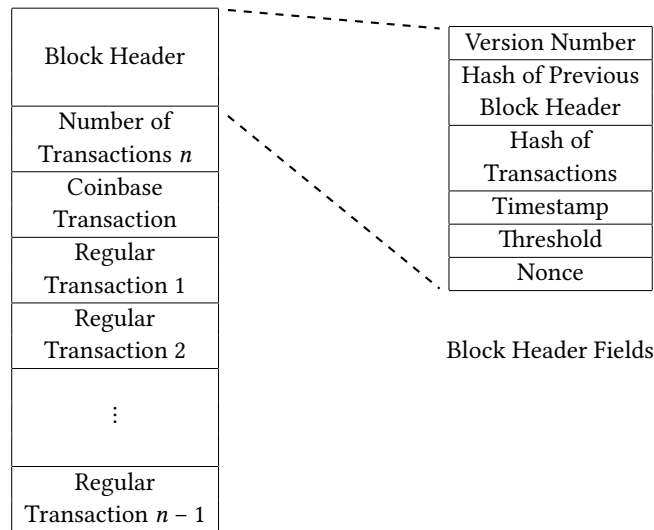 Block Header
Number of
Transactions n
Coinbase
Transaction
Regular
Transaction 1
Regular
Transaction 2
⋮
Regular
Transaction n – 1
Version Number
Hash of Previous
Block Header
Hash of
Transactions
Timestamp
Threshold
Nonce
Block Header Fields